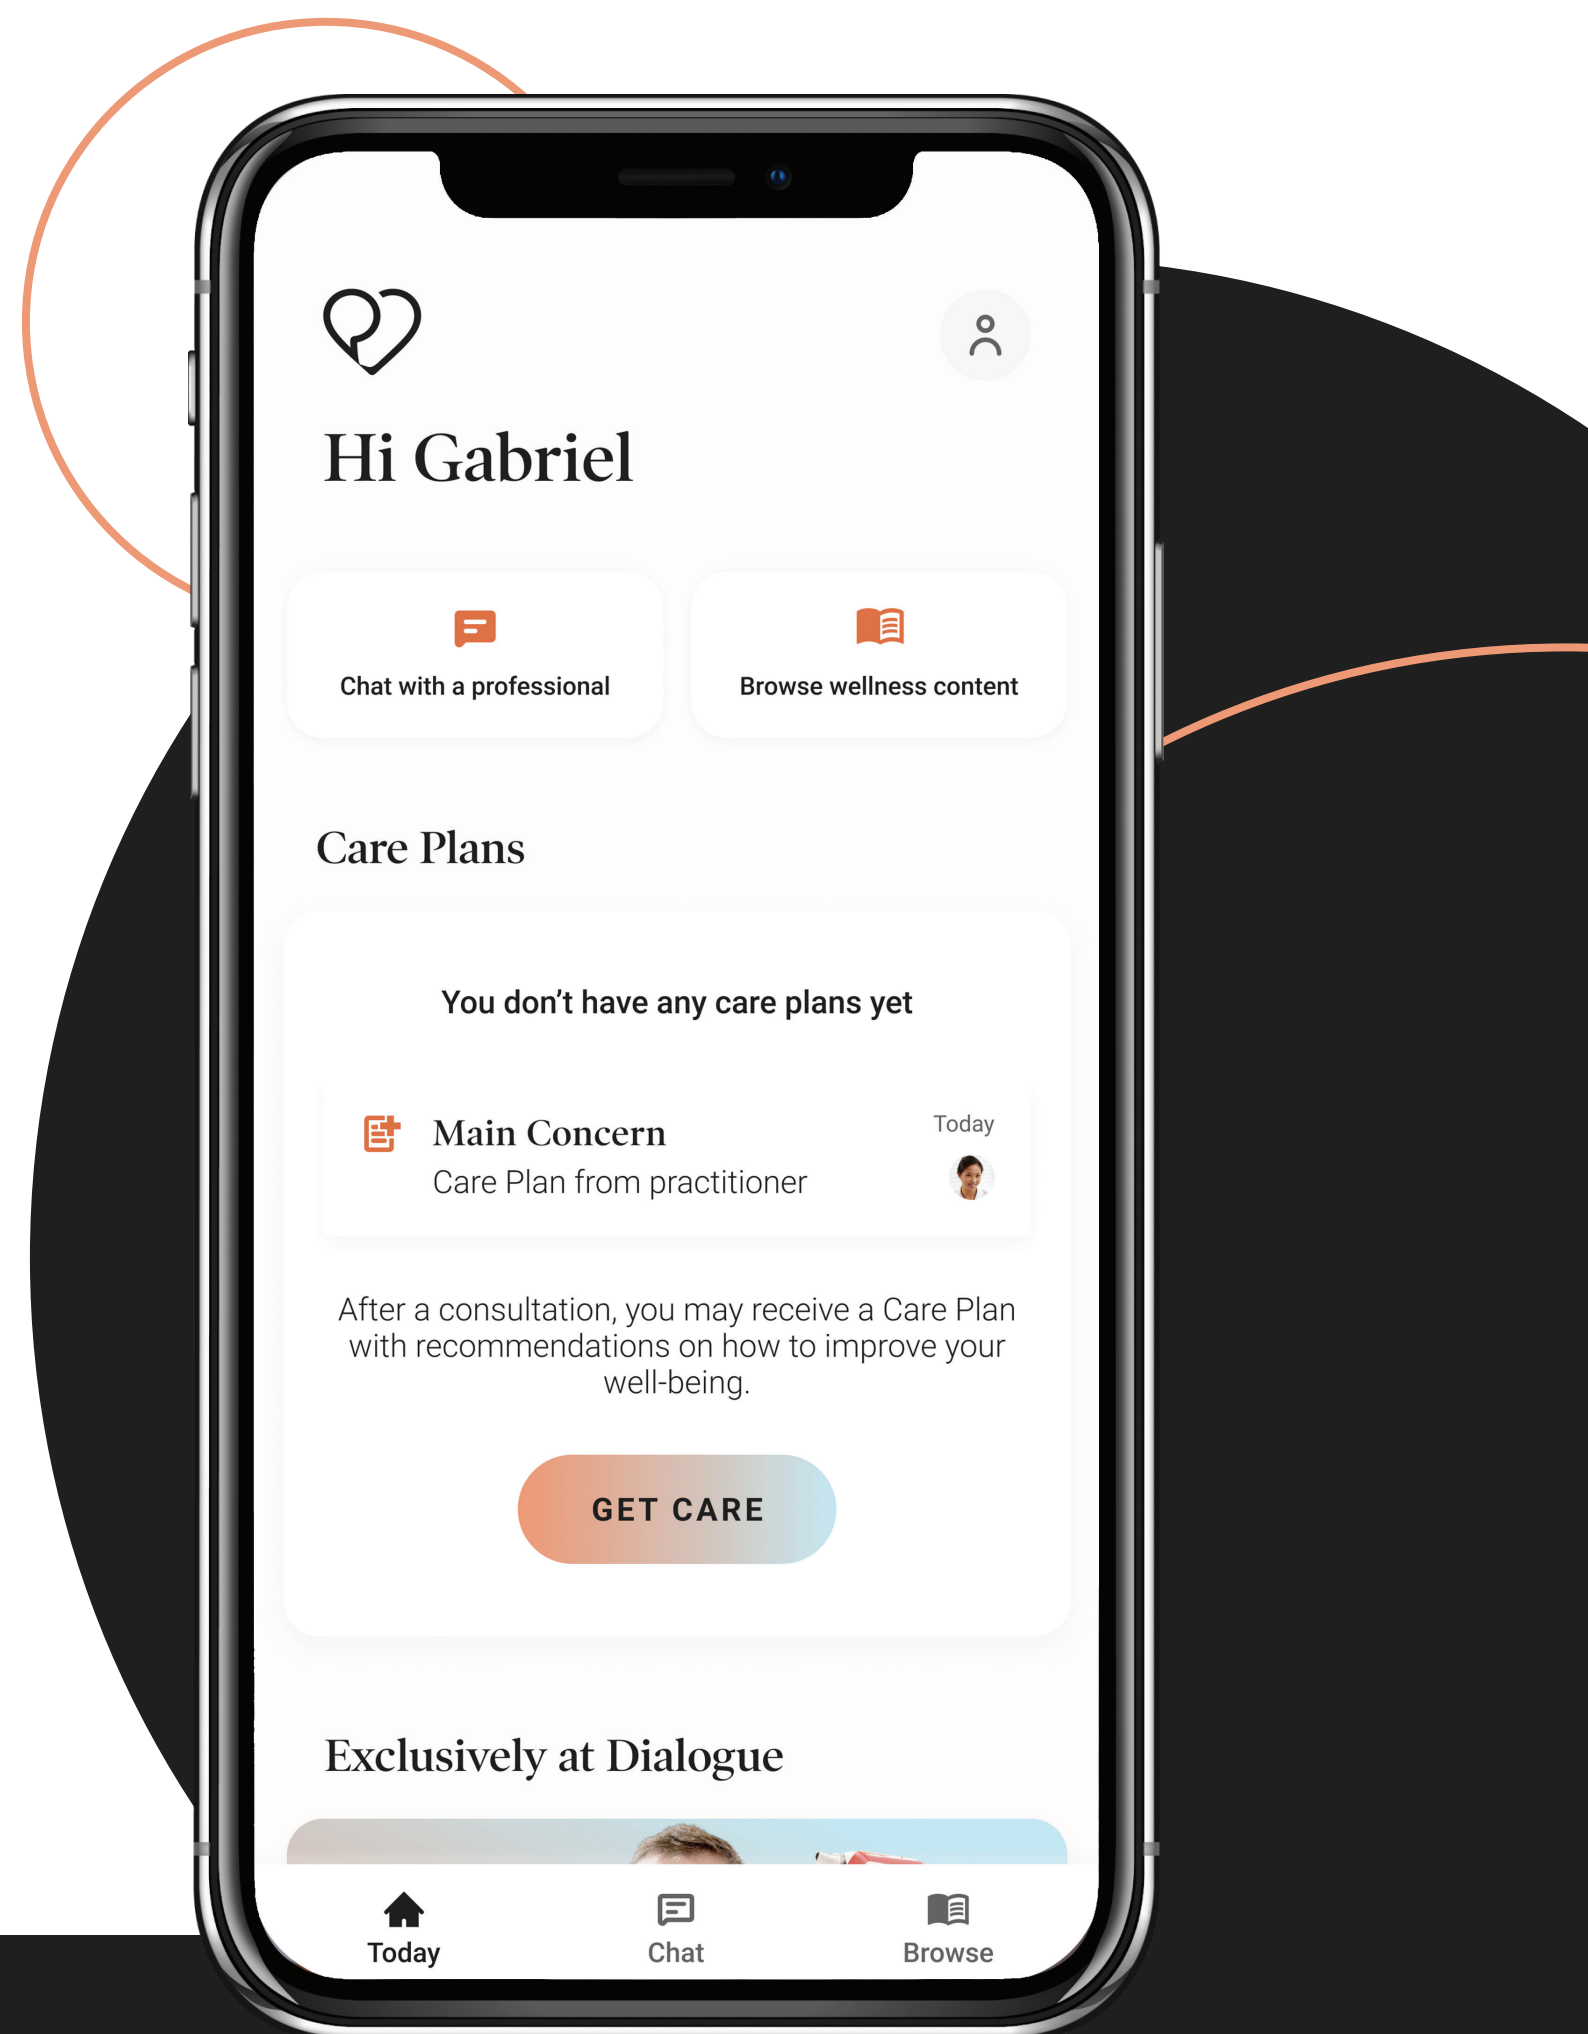 Hi Gabriel
Chat with a professional
Browse wellness content
Care Plans
You don't have any care plans yet
Main Concern
Today
Care Plan from practitioner
After a consultation, you may receive a Care Plan
with recommendations on how to improve your
well-being.
GET CARE
Exclusively at Dialogue
Today
Chat
Browse